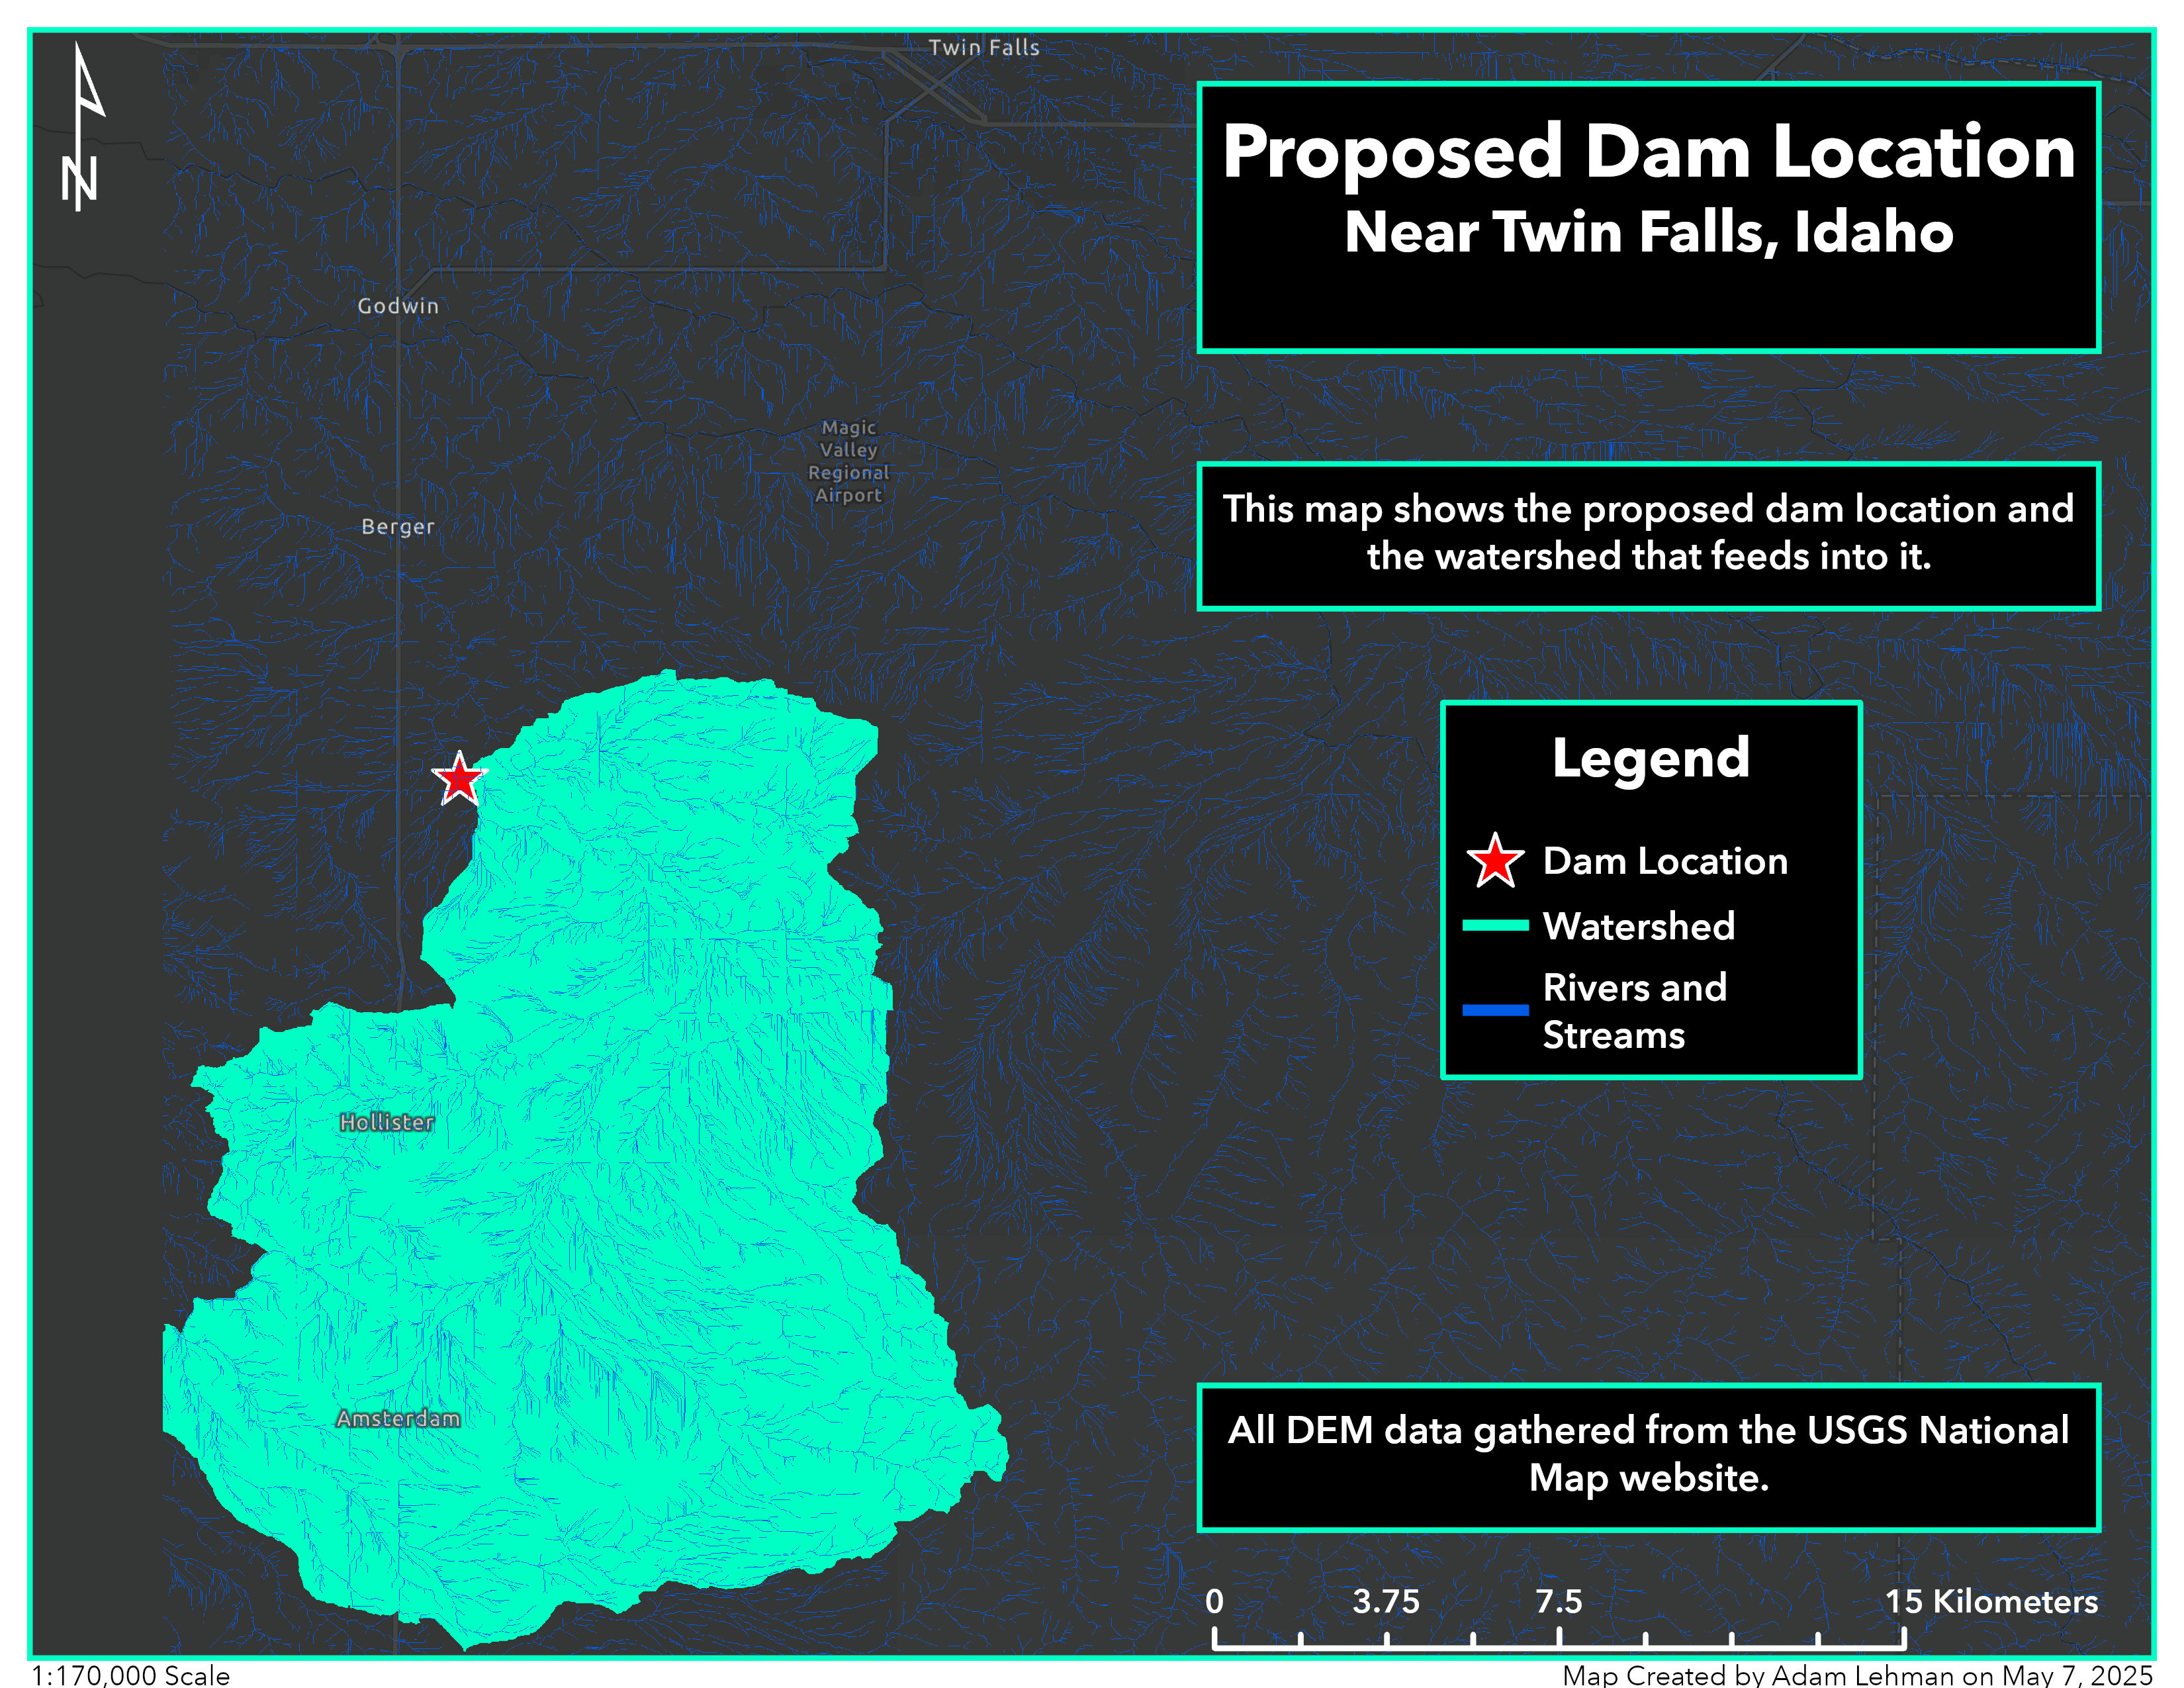 Twin Falls
N
Proposed Dam Location
Near Twin Falls, Idaho
Godwin
Magic
Valley
Regional
Airport
Berger
This map shows the proposed dam location and
the watershed that feeds into it.
Legend
Dam Location
Watershed
Rivers and
Streams
Hollister
Amsterdam
All DEM data gathered from the USGS National
Map website.
0 3.75 7.5 15 Kilometers
1:170,000 Scale
Map Created by Adam Lehman on May 7, 2025